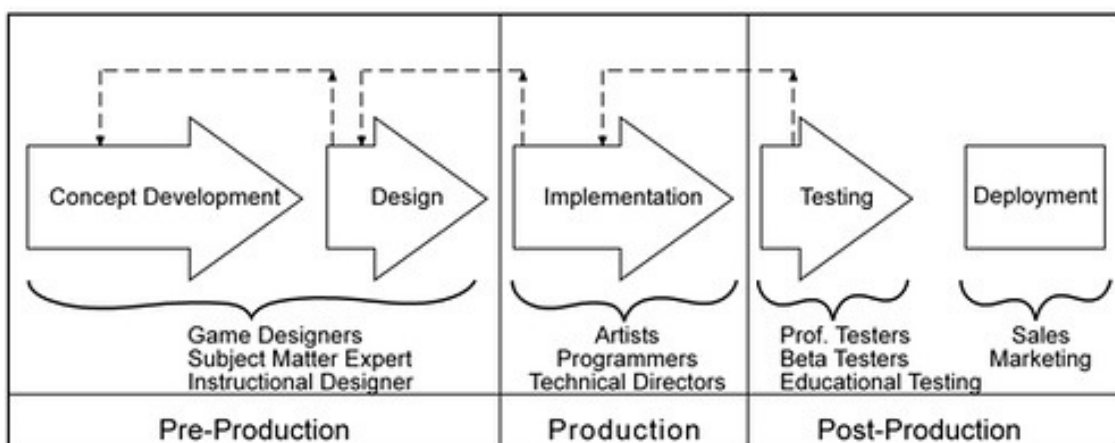 Concept Development
Design
Implementation
Testing
Deployment
Game Designers
Subject Matter Expert
Instructional Designer
Artists
Programmers
Technical Directors
Prof. Testers
Beta Testers
Educational Testing
Sales
Marketing
Pre-Production
Production
Post-Production